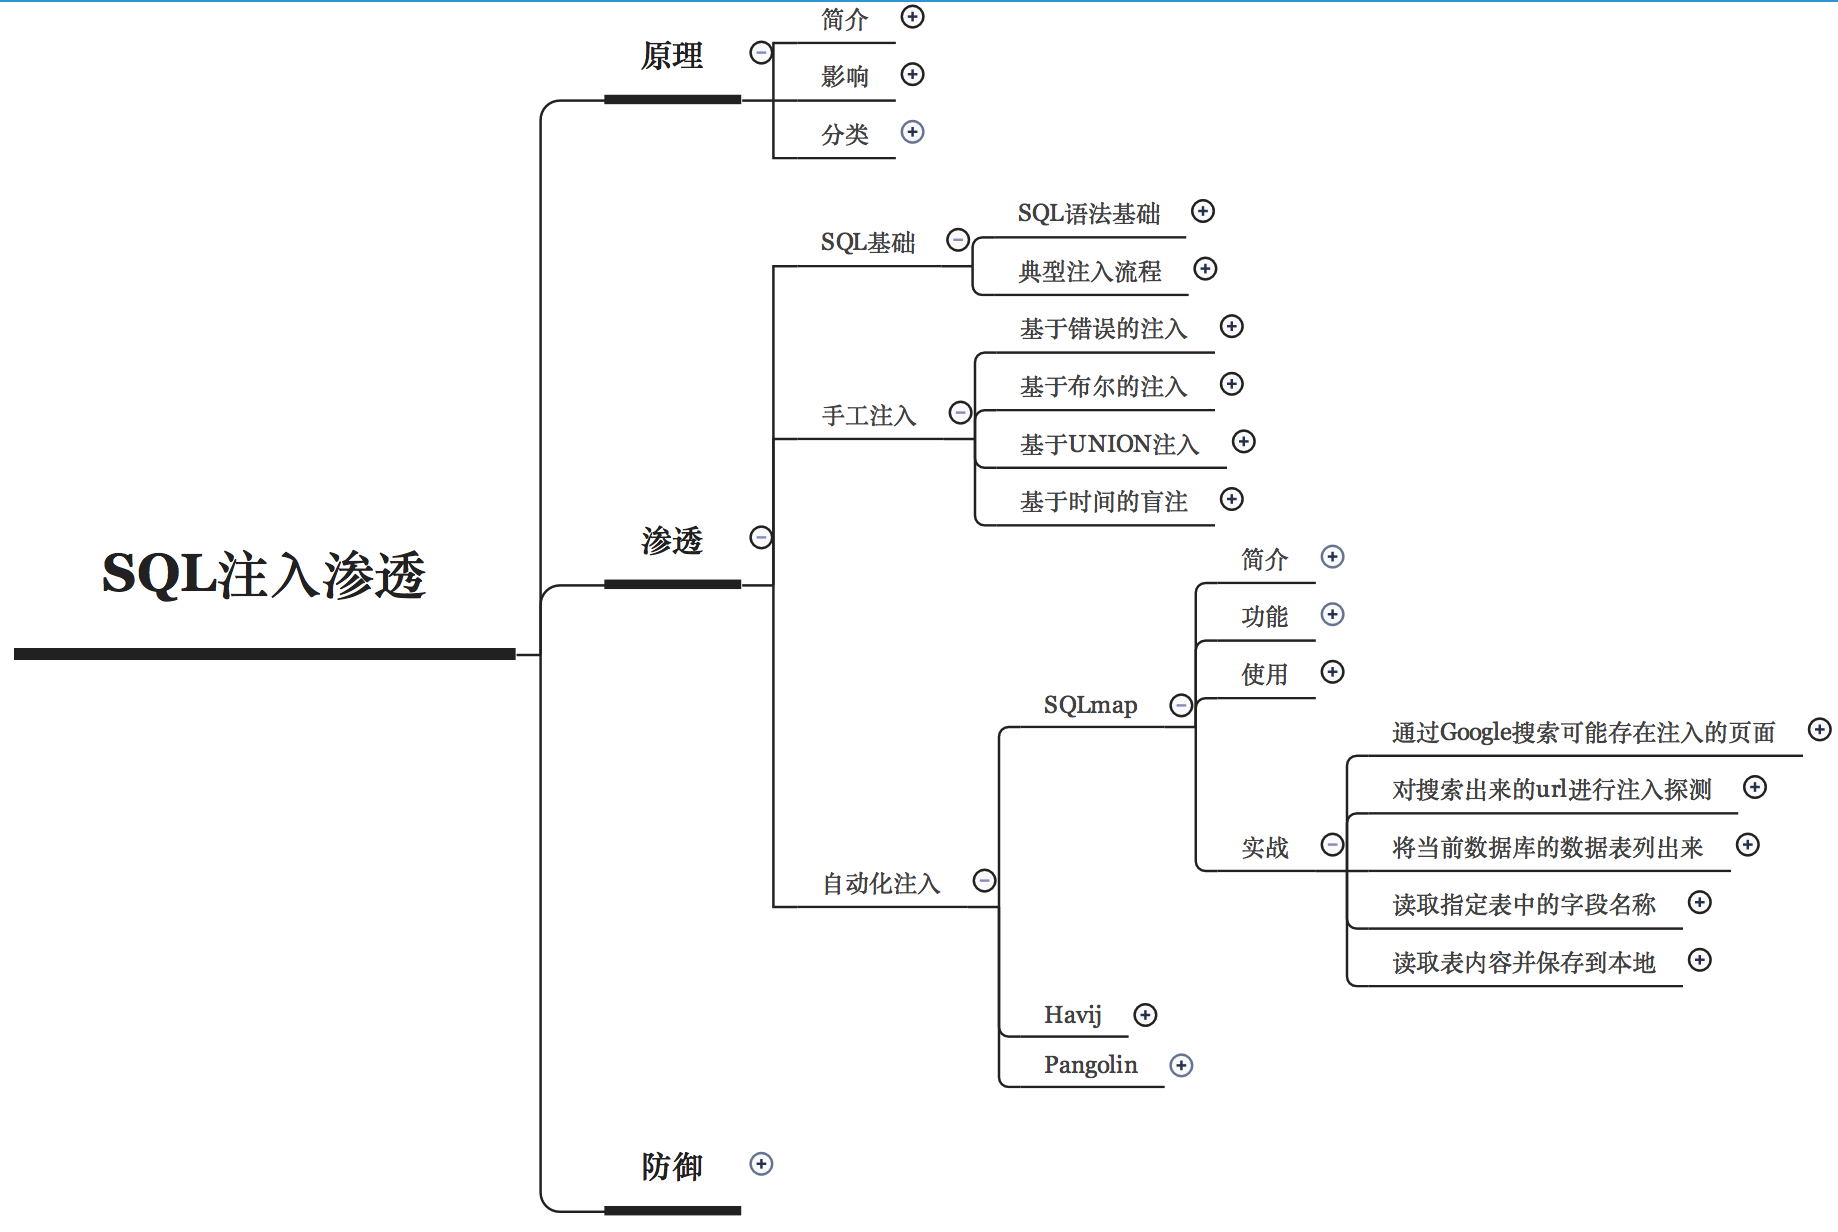 SQL注入渗透
原理
简介
影响
分类
渗透
SQL基础
SQL语法基础
典型注入流程
手工注入
基于错误的注入
基于布尔的注入
基于UNION注入
基于时间的盲注
自动化注入
SQLmap
简介
功能
使用
实战
通过Google搜索可能存在注入的页面
对搜索出来的url进行注入探测
将当前数据库的数据表列出来
读取指定表中的字段名称
读取表内容并保存到本地
Havij
Pangolin
防御